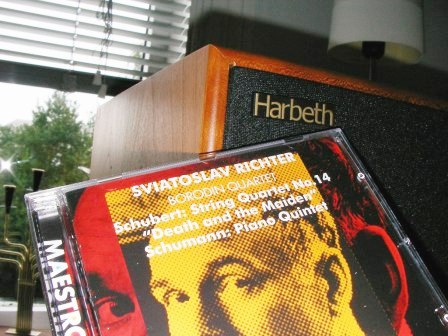 Harbeth
SVIATOSLAV RICHTER
BORODIN QUARTET
Schubert: String Quartet No.14
"Death and the Maiden"
Schumann: Piano Quintet
MAESTRO